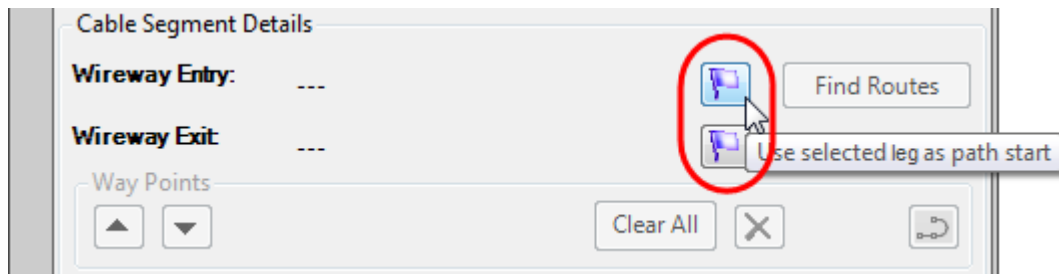 Cable Segment Details
Wireway Entry: ---
Find Routes
Wireway Exit: ---
Use selected leg as path start
Way Points
Clear All